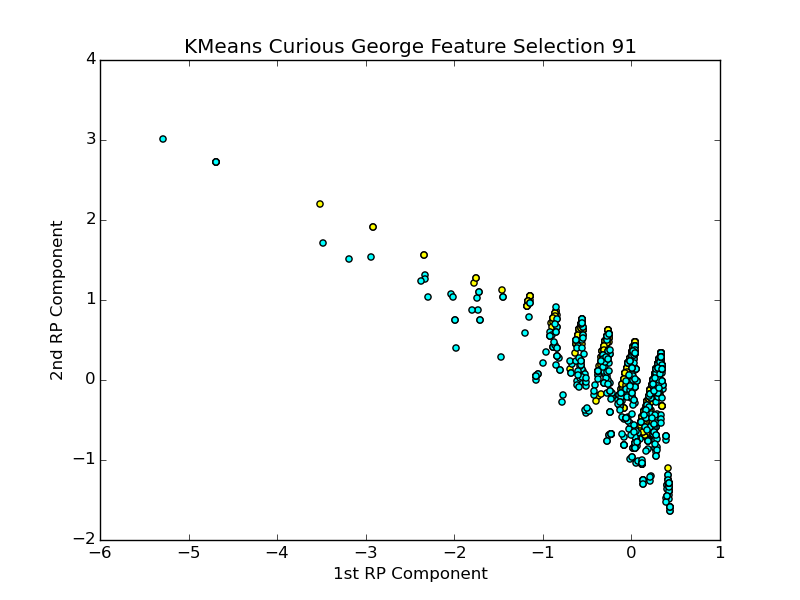 KMeans Curious George Feature Selection 91
4
3
2
1
0
−1
−2
2nd RP Component
−6 −5 −4 −3 −2 −1 0 1
1st RP Component